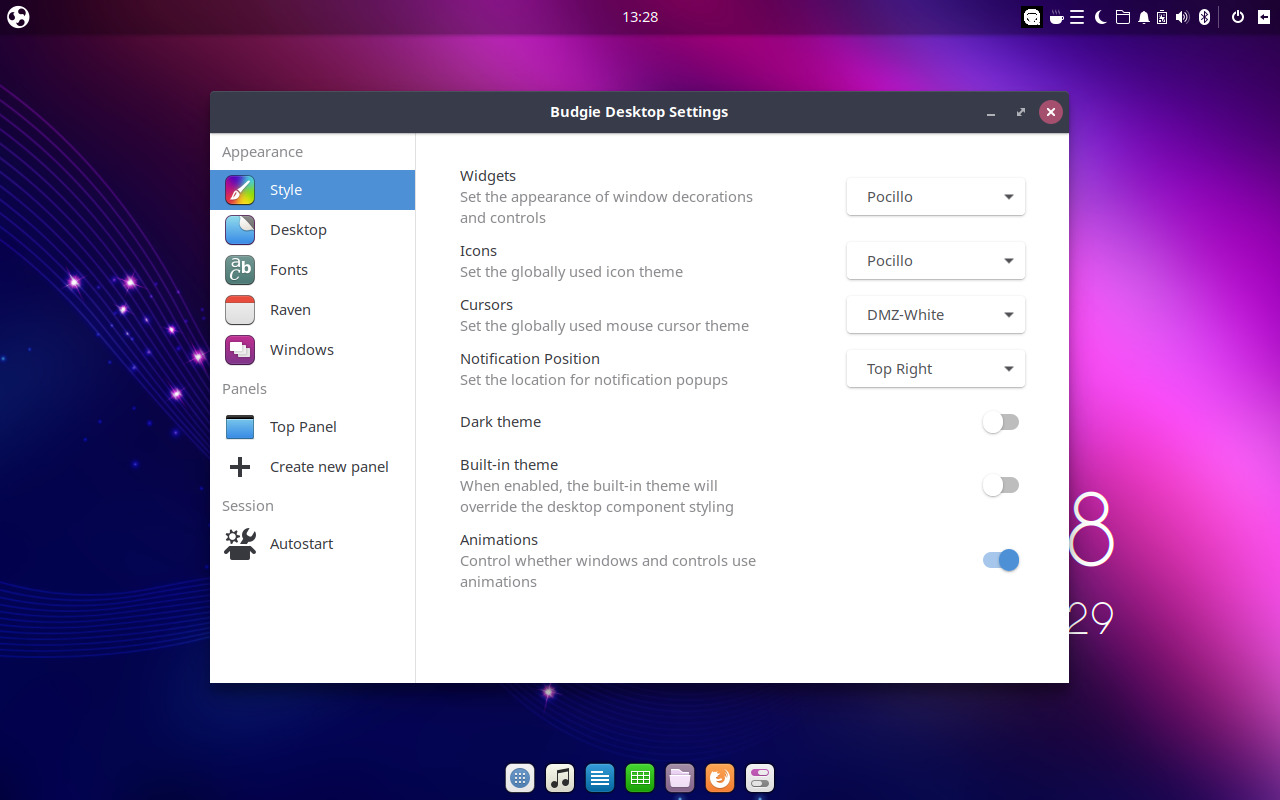 13:28
Budgie Desktop Settings
Appearance
Style
Desktop
abc
Fonts
Raven
Windows
Panels
Top Panel
Create new panel
Session
Autostart
Widgets
Set the appearance of window decorations
and controls
Pocillo
Icons
Set the globally used icon theme
Pocillo
Cursors
Set the globally used mouse cursor theme
DMZ-White
Notification Position
Set the location for notification popups
Top Right
Dark theme
Built-in theme
When enabled, the built-in theme will
override the desktop component styling
Animations
Control whether windows and controls use
animations
8
29